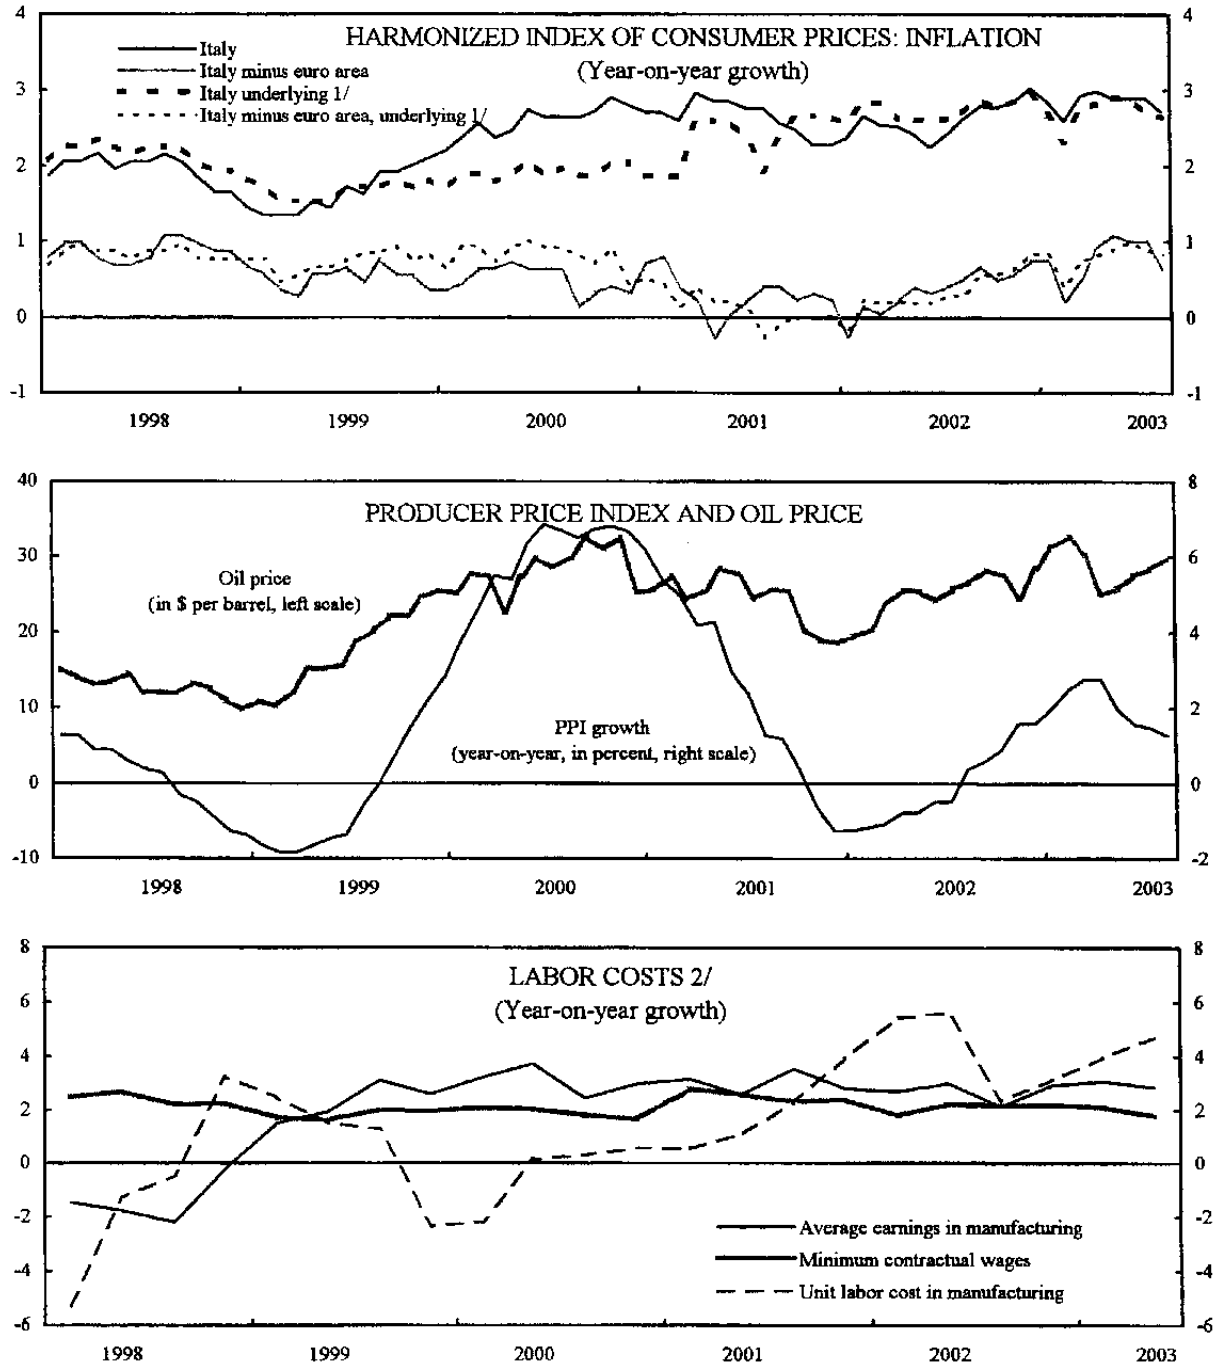 HARMONIZED INDEX OF CONSUMER PRICES: INFLATION
(Year-on-year growth)
Italy
Italy minus euro area
Italy underlying 1/
Italy minus euro area, underlying 1/
4
3
2
1
0
-1
4
3
2
1
0
-1
1998 1999 2000 2001 2002 2003
PRODUCER PRICE INDEX AND OIL PRICE
Oil price
(in $ per barrel, left scale)
PPI growth
(year-on-year, in percent, right scale)
40
30
20
10
0
-10
8
6
4
2
0
-2
1998 1999 2000 2001 2002 2003
LABOR COSTS 2/
(Year-on-year growth)
Average earnings in manufacturing
Minimum contractual wages
Unit labor cost in manufacturing
8
6
4
2
0
-2
-4
-6
8
6
4
2
0
-2
-4
-6
1998 1999 2000 2001 2002 2003